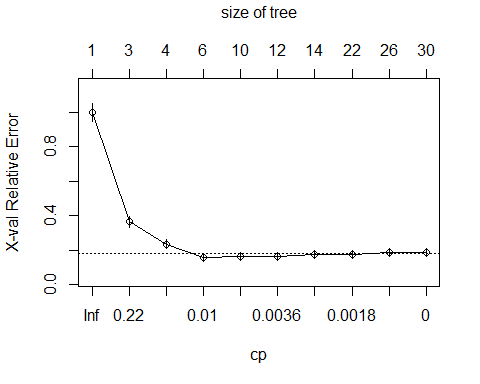 size of tree
1 3 4 6 10 12 14 22 26 30
X-val Relative Error
0.8
0.4
0.0
Inf 0.22 0.01 0.0036 0.0018 0
cp